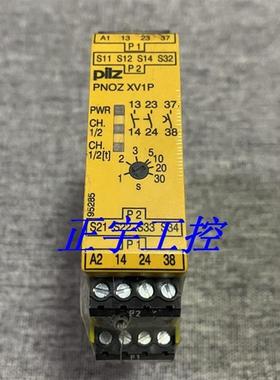 A1 13 23 37
P1
S11 S12 S14 S32
P2
pilz
PNOZ XV1P
PWR
13 23 37
CH.
1/2
14 24 38
CH.
1/2[t]
1 2 3 5 10 20 30
s
95285
P2
S21 S22 S33 S34
正宇工控
P1
A2 14 24 38
P2
P1